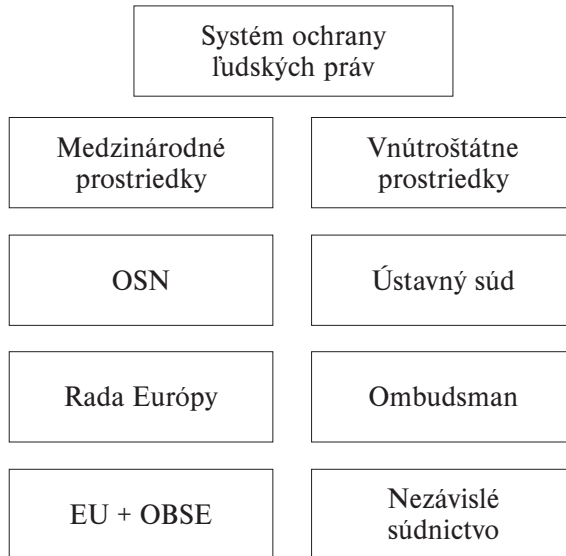 Systém ochrany
ľudských práv
Medzinárodné
prostriedky
Vnútroštátne
prostriedky
OSN
Ústavný súd
Rada Európy
Ombudsman
EU + OBSE
Nezávislé
súdnictvo